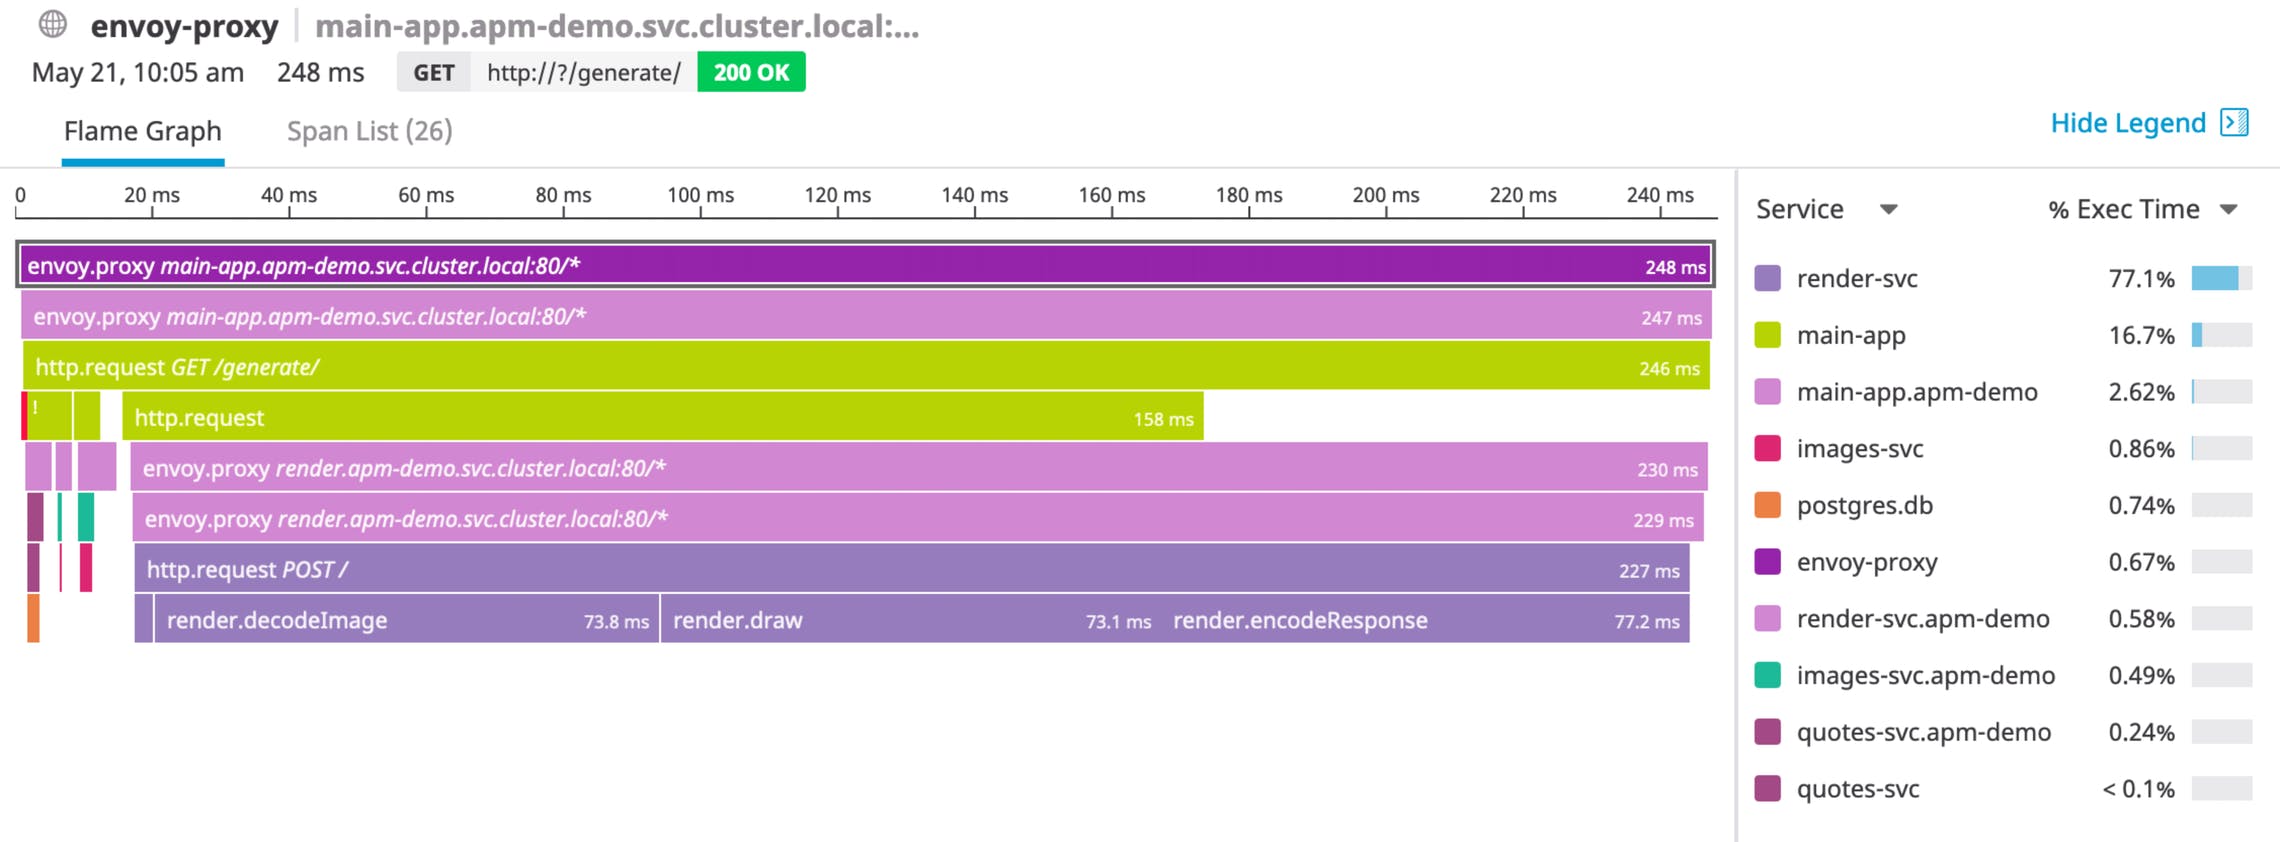 envoy-proxy main-app.apm-demo.svc.cluster.local:...
May 21, 10:05 am 248 ms GET http://?/generate/ 200 OK
Flame Graph Span List (26) Hide Legend
0 20 ms 40 ms 60 ms 80 ms 100 ms 120 ms 140 ms 160 ms 180 ms 200 ms 220 ms 240 ms
envoy.proxy main-app.apm-demo.svc.cluster.local:80/* 248 ms
envoy.proxy main-app.apm-demo.svc.cluster.local:80/* 247 ms
http.request GET /generate/ 246 ms
! http.request 158 ms
envoy.proxy render.apm-demo.svc.cluster.local:80/* 230 ms
envoy.proxy render.apm-demo.svc.cluster.local:80/* 229 ms
http.request POST / 227 ms
render.decodeImage 73.8 ms render.draw 73.1 ms render.encodeResponse 77.2 ms
Service % Exec Time
render-svc 77.1%
main-app 16.7%
main-app.apm-demo 2.62%
images-svc 0.86%
postgres.db 0.74%
envoy-proxy 0.67%
render-svc.apm-demo 0.58%
images-svc.apm-demo 0.49%
quotes-svc.apm-demo 0.24%
quotes-svc < 0.1%